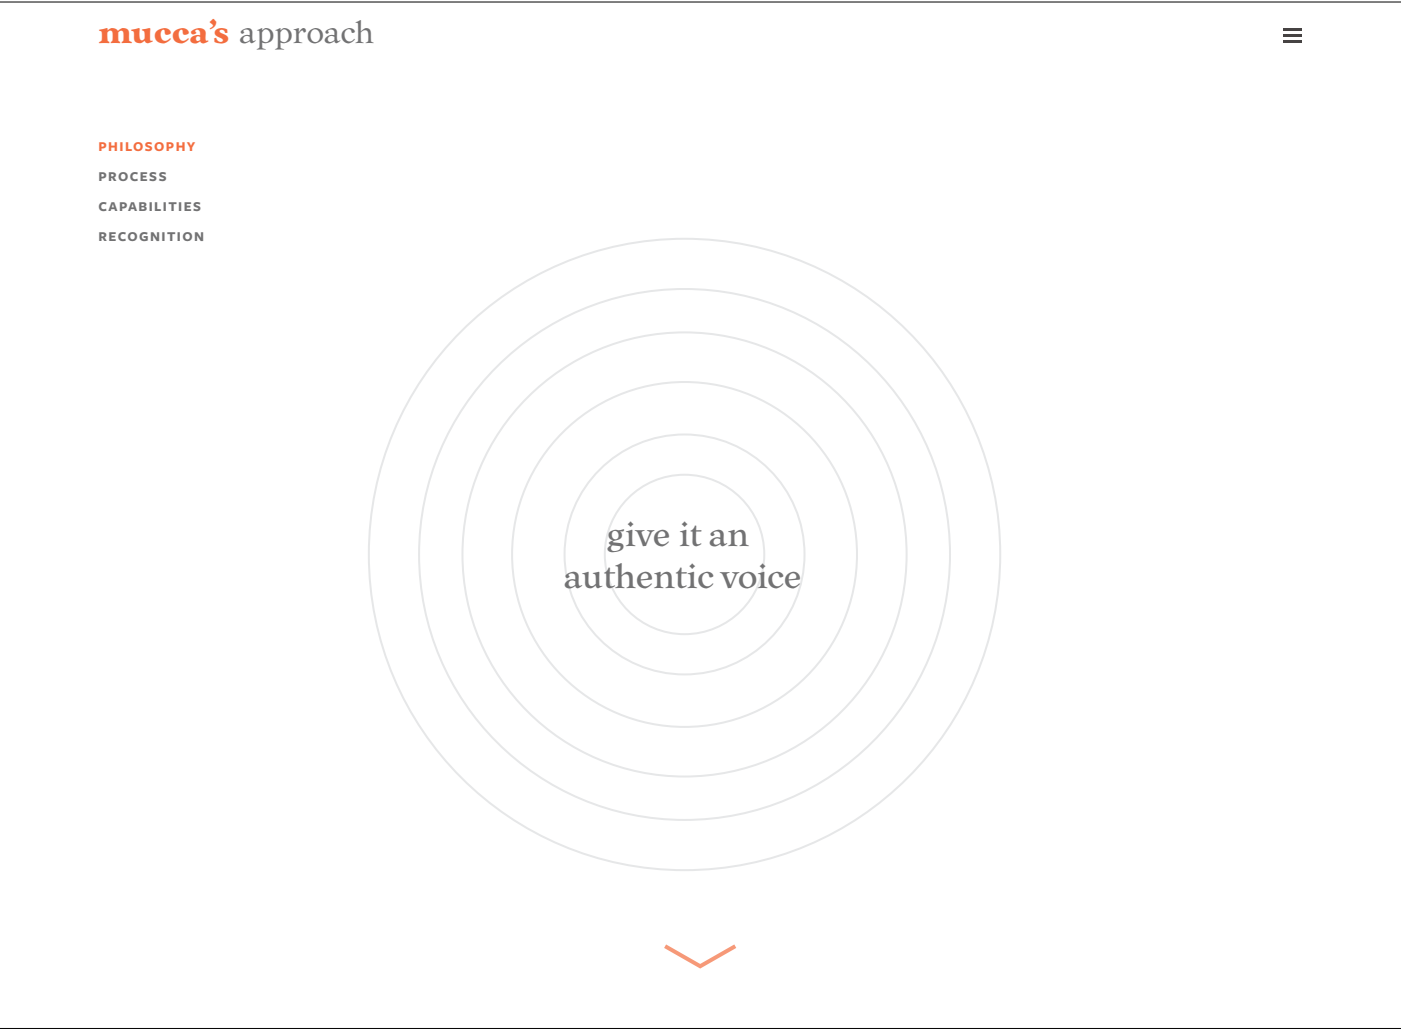 mucca’s approach
PHILOSOPHY
PROCESS
CAPABILITIES
RECOGNITION
give it an
authentic voice